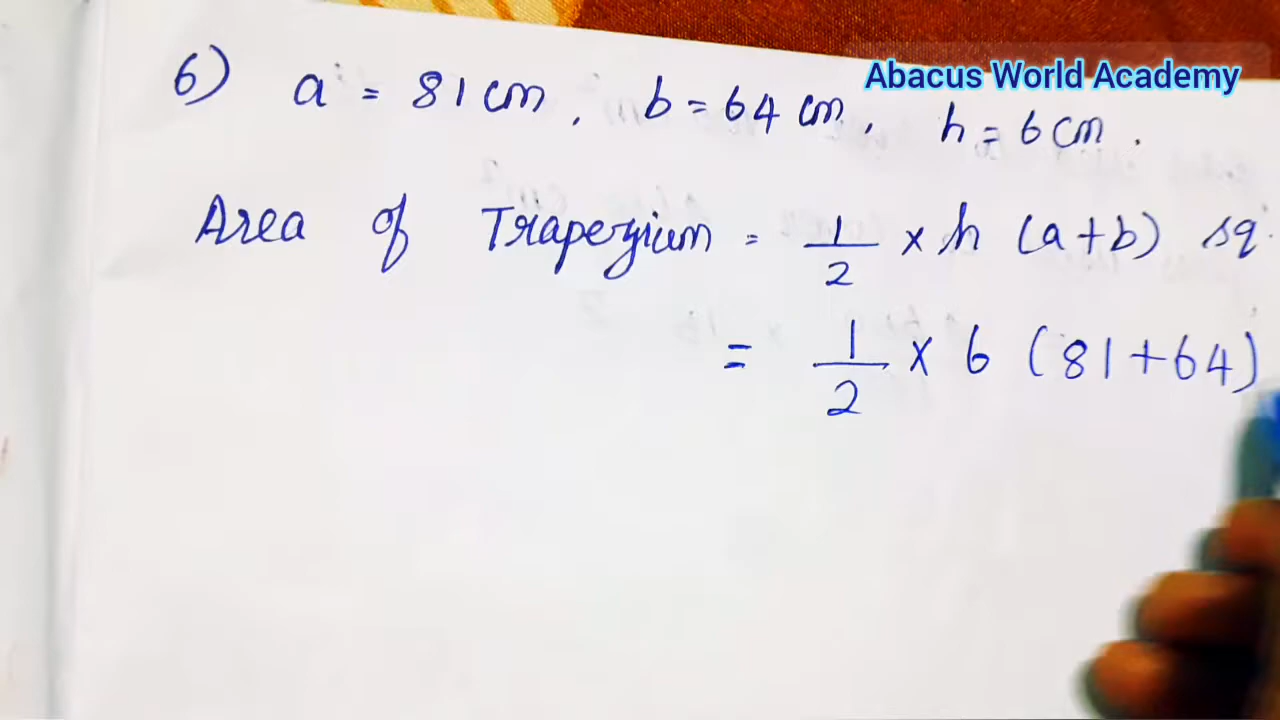 Abacus World Academy
6) a = 81 cm, b = 64 cm, h = 6 cm.
Area of Trapezium = 1/2 × h (a+b) sq.
= 1/2 × 6 (81+64)